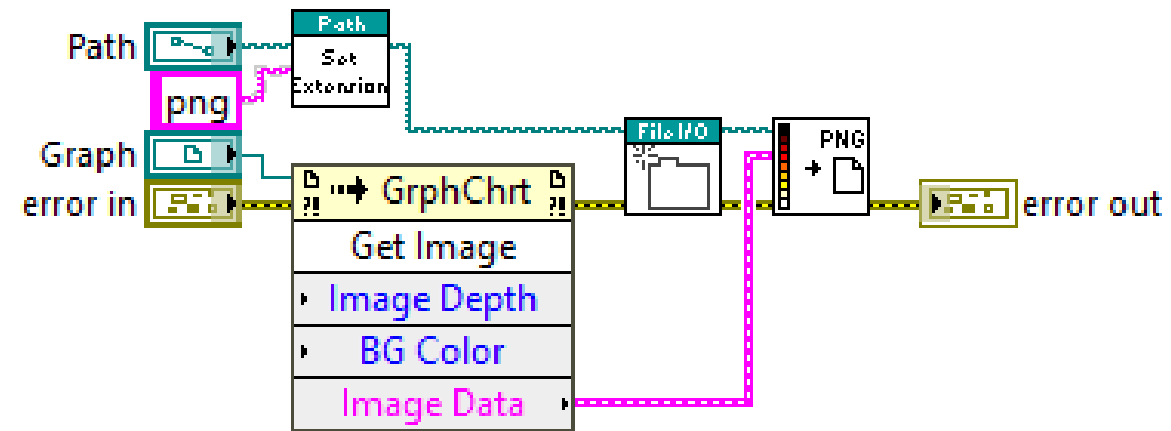 Path
Path
Set
Extension
png
Graph
error in
GrphChrt
Get Image
Image Depth
BG Color
Image Data
File I/O
PNG
error out